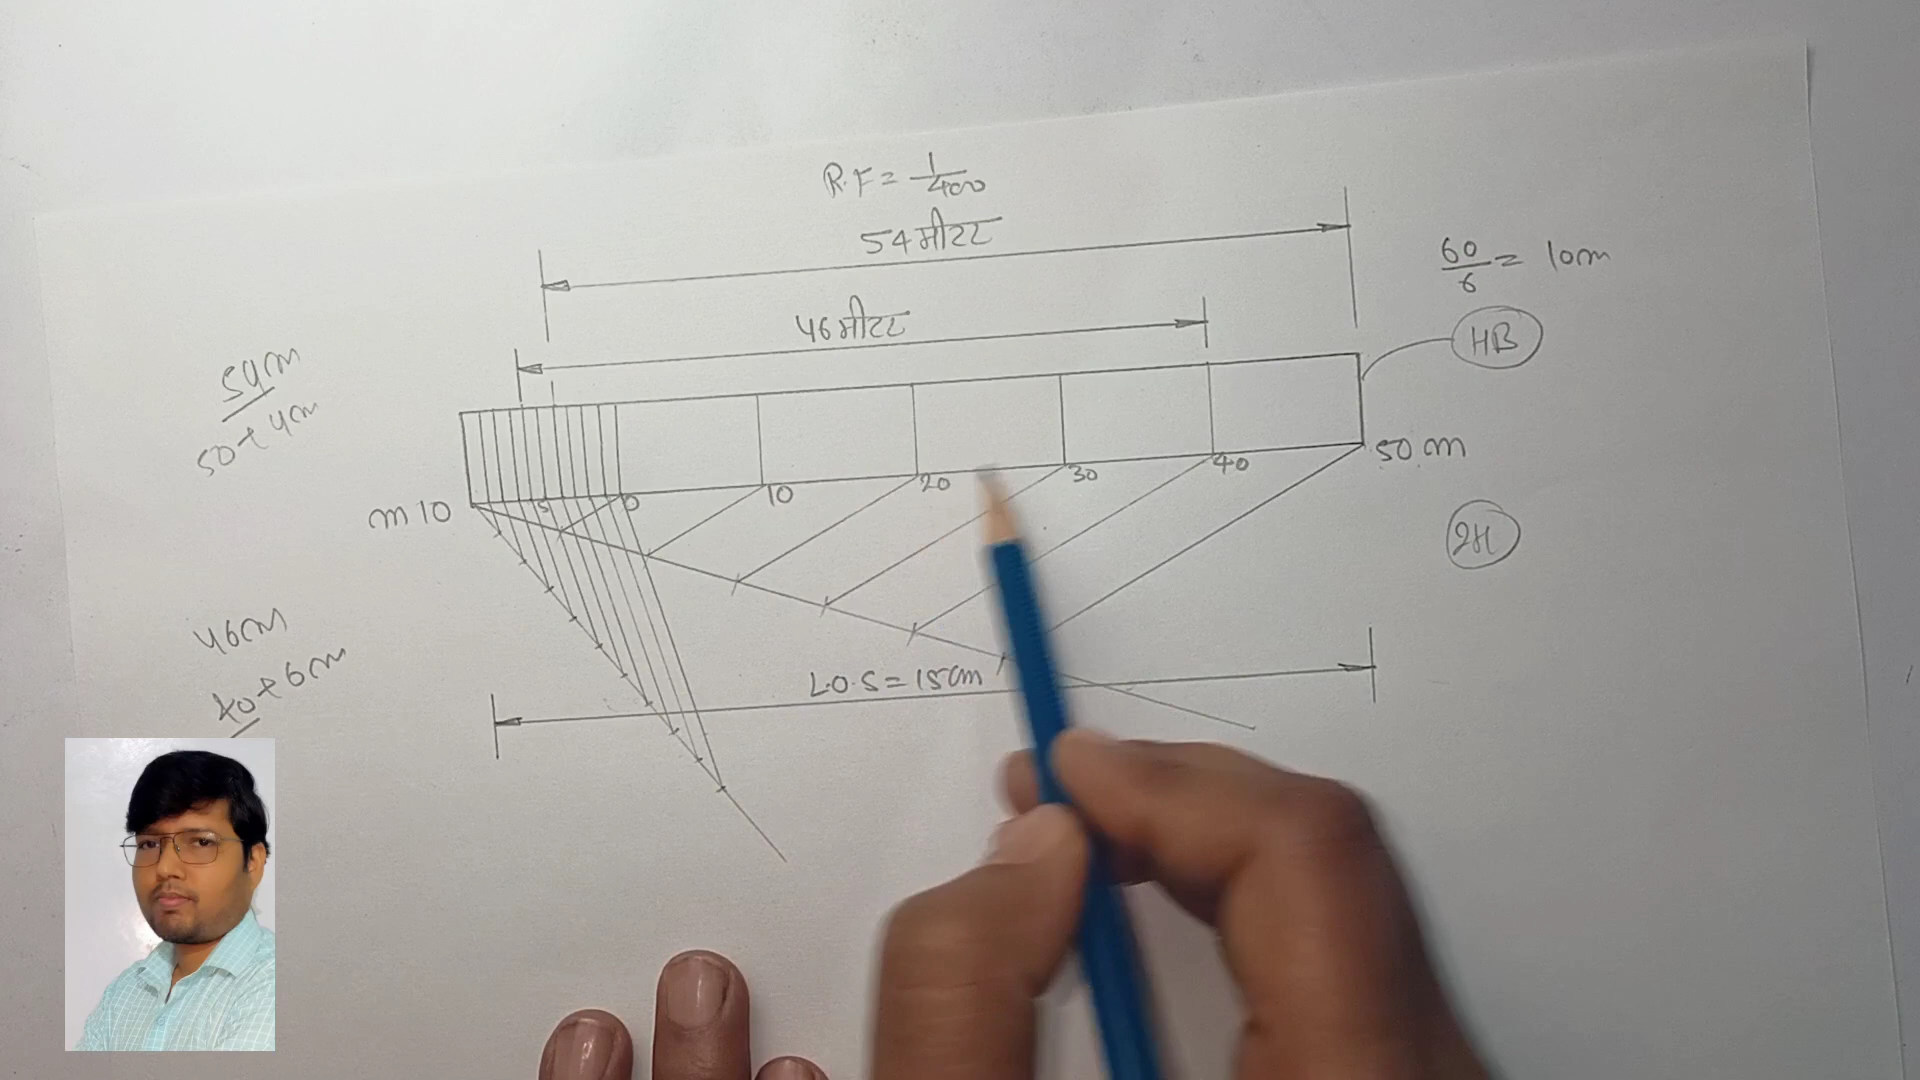 R.F = 1/400
54 मीटर
60/6 = 10m
46 मीटर
HB
54m
50+4m
m 10 5 0 10 20 30 40 50 m
2H
46m
40+6m
L.O.S = 15cm